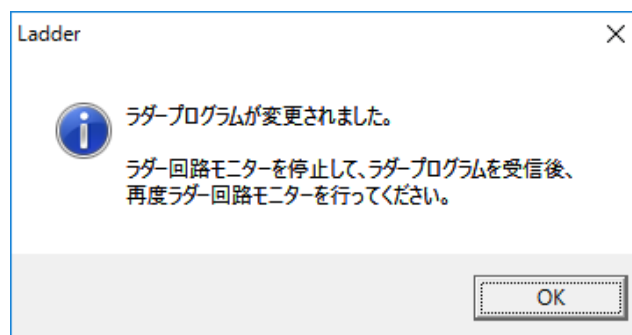 Ladder
ラダープログラムが変更されました。
ラダー回路モニターを停止して、ラダープログラムを受信後、
再度ラダー回路モニターを行ってください。
OK